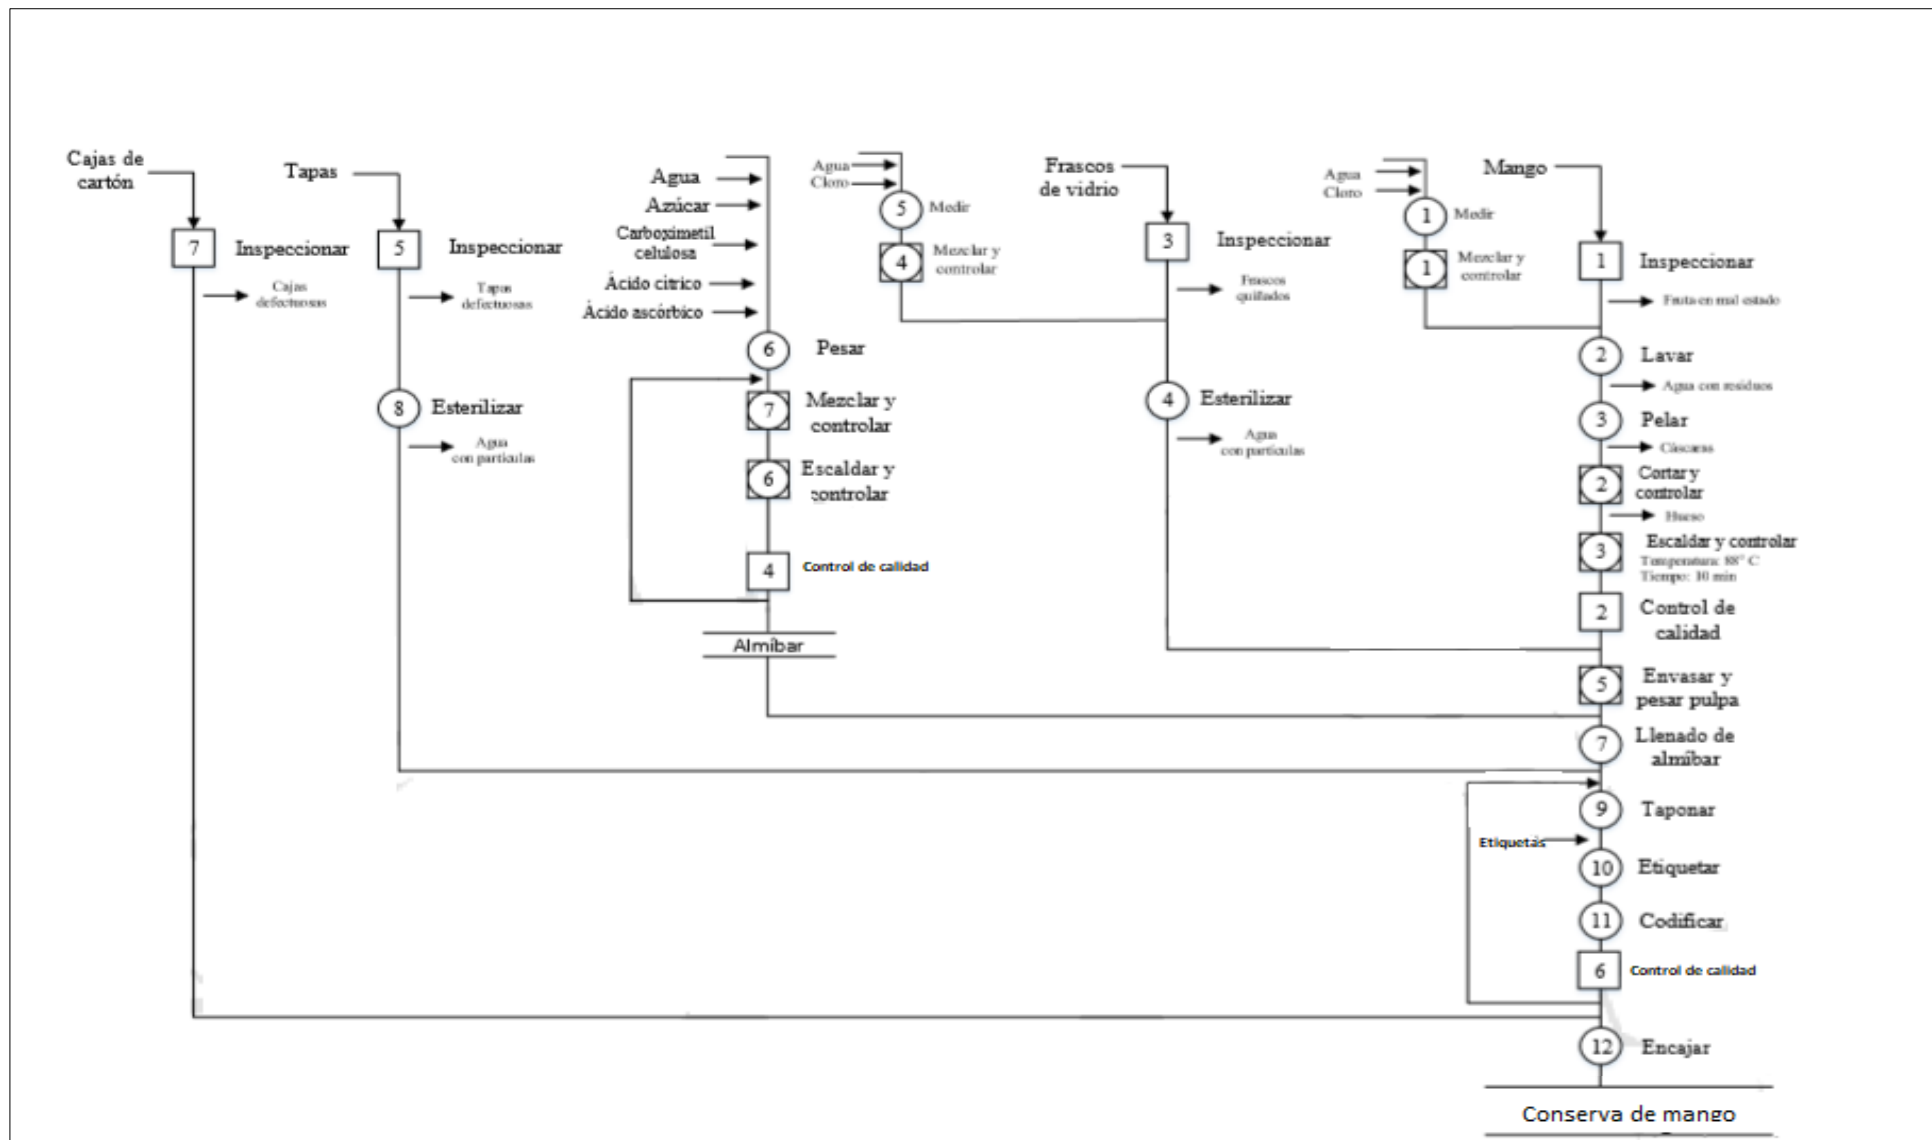 Cajas de
cartón
7
Inspeccionar
Cajas
defectuosas
Tapas
5
Inspeccionar
Tapas
defectuosas
8
Esterilizar
Agua
con partículas
Agua
Azúcar
Carboximetil
celulosa
Ácido cítrico
Ácido ascórbico
6
Pesar
7
Mezclar y
controlar
6
Escaldar y
controlar
4
Control de calidad
Almíbar
Agua
Cloro
5
Medir
4
Mezclar y
controlar
Frascos
de vidrio
3
Inspeccionar
Frascos
quiñados
4
Esterilizar
Agua
con partículas
Agua
Cloro
1
Medir
1
Mezclar y
controlar
Mango
1
Inspeccionar
Fruta en mal estado
2
Lavar
Agua con residuos
3
Pelar
Cáscaras
2
Cortar y
controlar
Hueso
3
Escaldar y controlar
Temperatura: 88° C
Tiempo: 10 min
2
Control de
calidad
5
Envasar y
pesar pulpa
7
Llenado de
almíbar
9
Taponar
Etiquetas
10
Etiquetar
11
Codificar
6
Control de calidad
12
Encajar
Conserva de mango